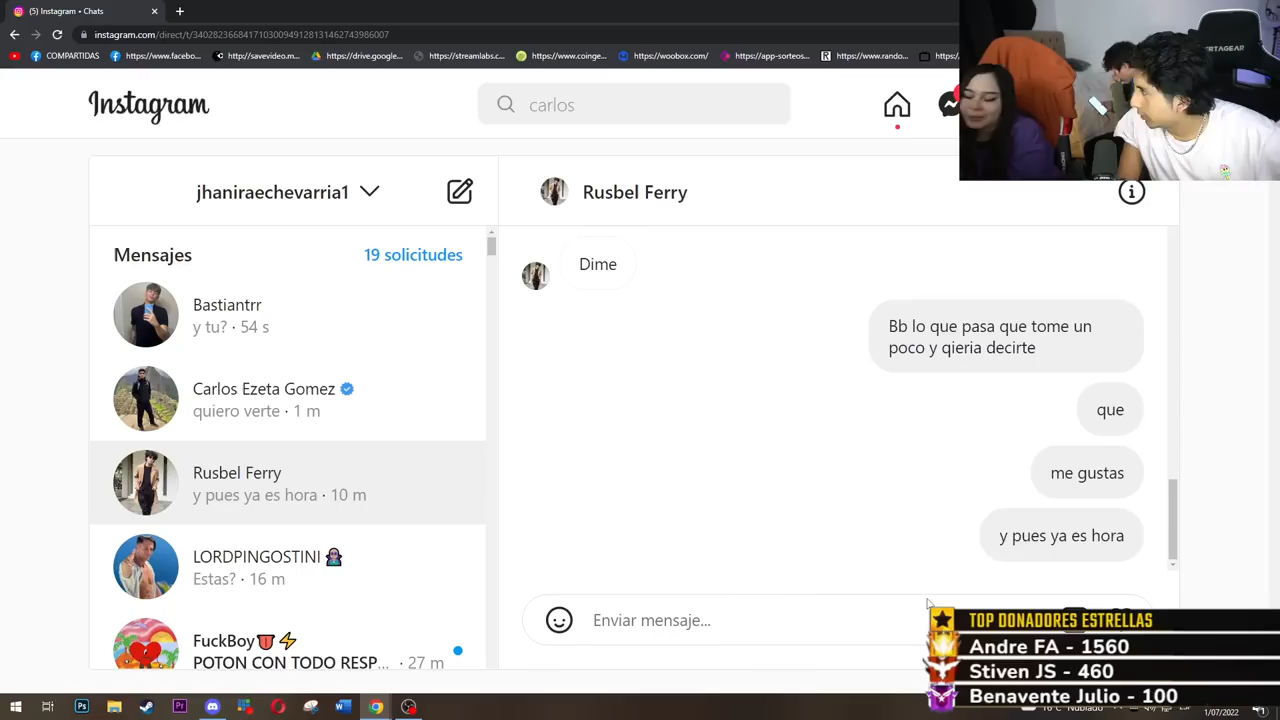 (5) Instagram • Chats
instagram.com/direct/t/340282366841710300949128131462743986007
COMPARTIDAS
https://www.facebo...
http://savevideo.m...
https://drive.google...
https://streamlabs.c...
https://www.coinge...
https://woobox.com/
https://app-sorteos...
https://www.rando...
Instagram
carlos
ERTAGEAR
jhaniraechevarria1
Rusbel Ferry
Mensajes
19 solicitudes
Bastiantrr
y tu? · 54 s
Carlos Ezeta Gomez
quiero verte · 1 m
Rusbel Ferry
y pues ya es hora · 10 m
LORDPINGOSTINI
Estas? · 16 m
FuckBoy👅⚡
POTON CON TODO RESP... · 27 m
Dime
Bb lo que pasa que tome un
poco y qieria decirte
que
me gustas
y pues ya es hora
Enviar mensaje...
TOP DONADORES ESTRELLAS
Andre FA - 1560
Stiven JS - 460
Benavente Julio - 100
1/07/2022